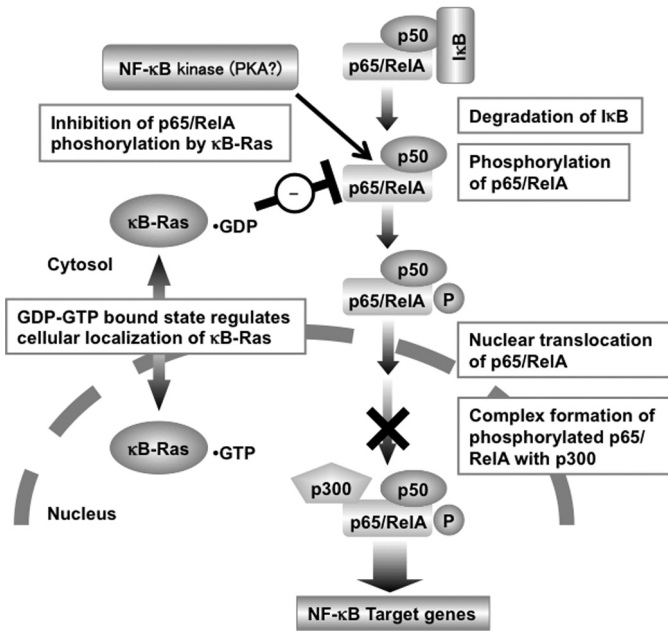 p50
IκB
p65/RelA
NF-κB kinase (PKA?)
Degradation of IκB
Inhibition of p65/RelA
phoshorylation by κB-Ras
p50
p65/RelA
Phosphorylation
of p65/RelA
–
κB-Ras
•GDP
Cytosol
p50
p65/RelA
P
GDP-GTP bound state regulates
cellular localization of κB-Ras
Nuclear translocation
of p65/RelA
Complex formation of
phosphorylated p65/
RelA with p300
κB-Ras
•GTP
Nucleus
p300
p50
p65/RelA
P
NF-κB Target genes